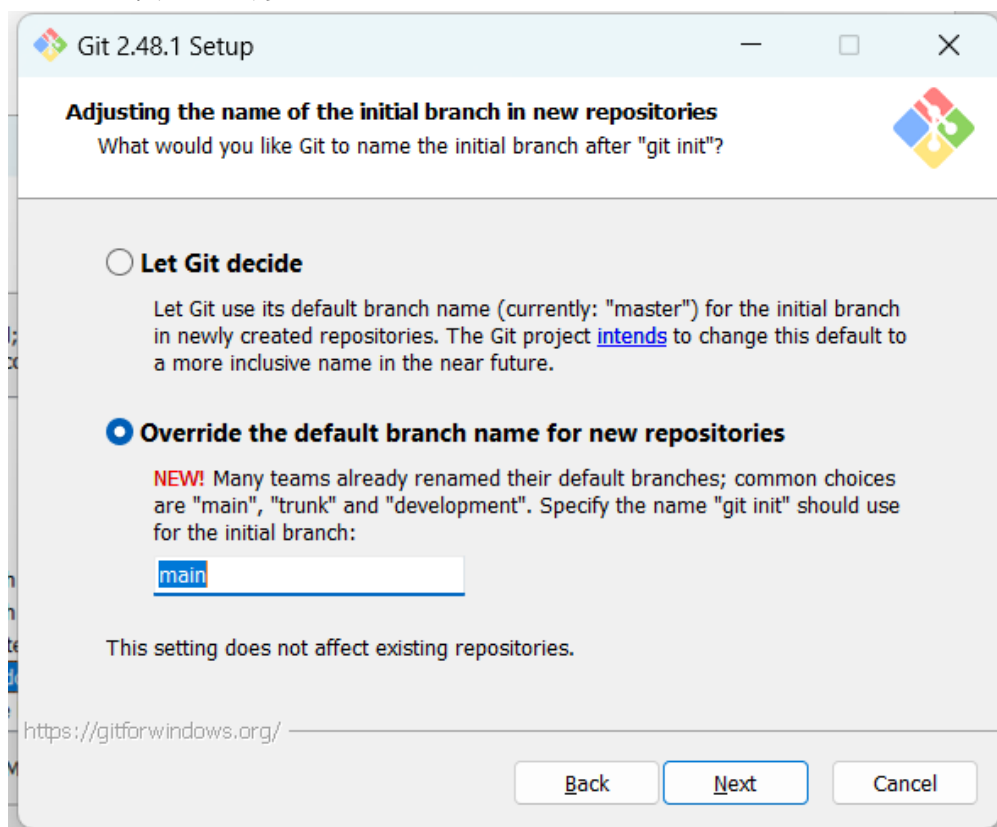 Git 2.48.1 Setup
Adjusting the name of the initial branch in new repositories
What would you like Git to name the initial branch after "git init"?
Let Git decide
Let Git use its default branch name (currently: "master") for the initial branch
in newly created repositories. The Git project intends to change this default to
a more inclusive name in the near future.
Override the default branch name for new repositories
NEW! Many teams already renamed their default branches; common choices
are "main", "trunk" and "development". Specify the name "git init" should use
for the initial branch:
main
This setting does not affect existing repositories.
https://gitforwindows.org/
Back Next Cancel